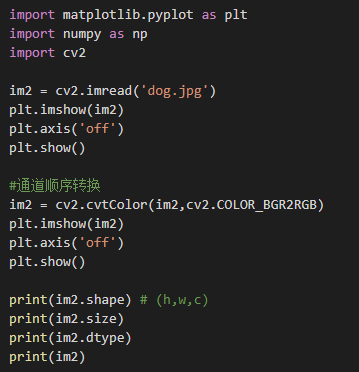 import matplotlib.pyplot as plt
import numpy as np
import cv2
im2 = cv2.imread('dog.jpg')
plt.imshow(im2)
plt.axis('off')
plt.show()
#通道顺序转换
im2 = cv2.cvtColor(im2,cv2.COLOR_BGR2RGB)
plt.imshow(im2)
plt.axis('off')
plt.show()
print(im2.shape) # (h,w,c)
print(im2.size)
print(im2.dtype)
print(im2)